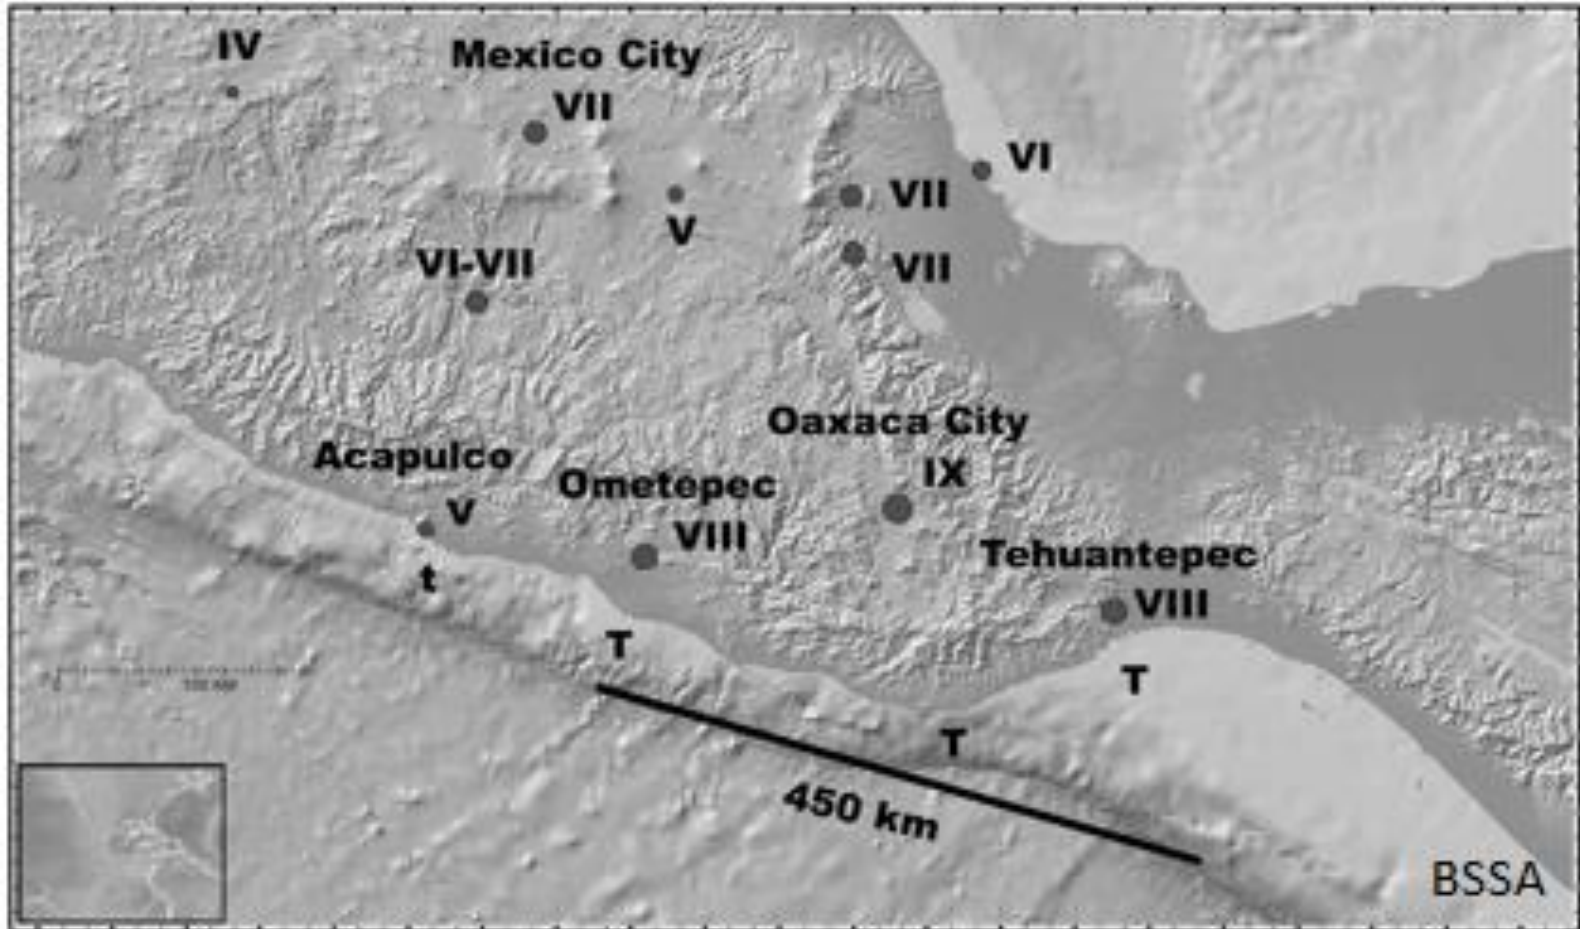 IV
Mexico City
VII
VI
VII
V
VII
VI-VII
Oaxaca City
IX
Acapulco
V
Ometepec
VIII
Tehuantepec
VIII
t
T
T
T
450 km
BSSA